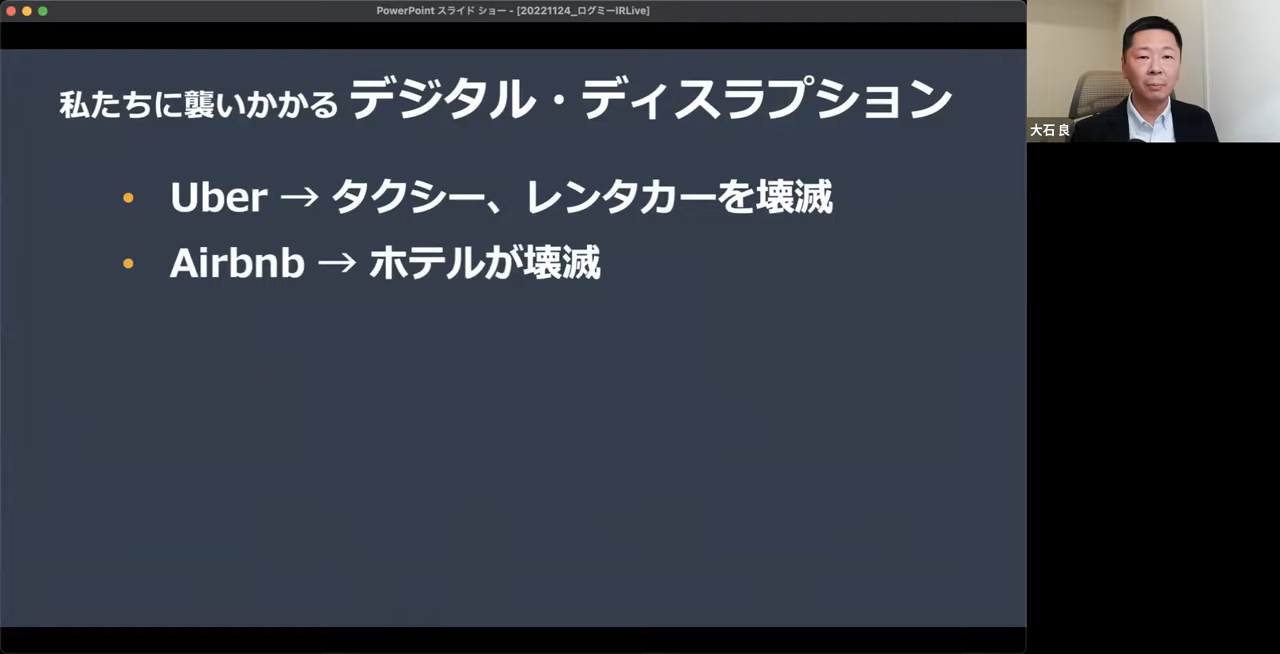 PowerPoint スライド ショー - [20221124_ログミーIRLive]
私たちに襲いかかる デジタル・ディスラプション
• Uber → タクシー、レンタカーを壊滅
• Airbnb → ホテルが壊滅
大石 良